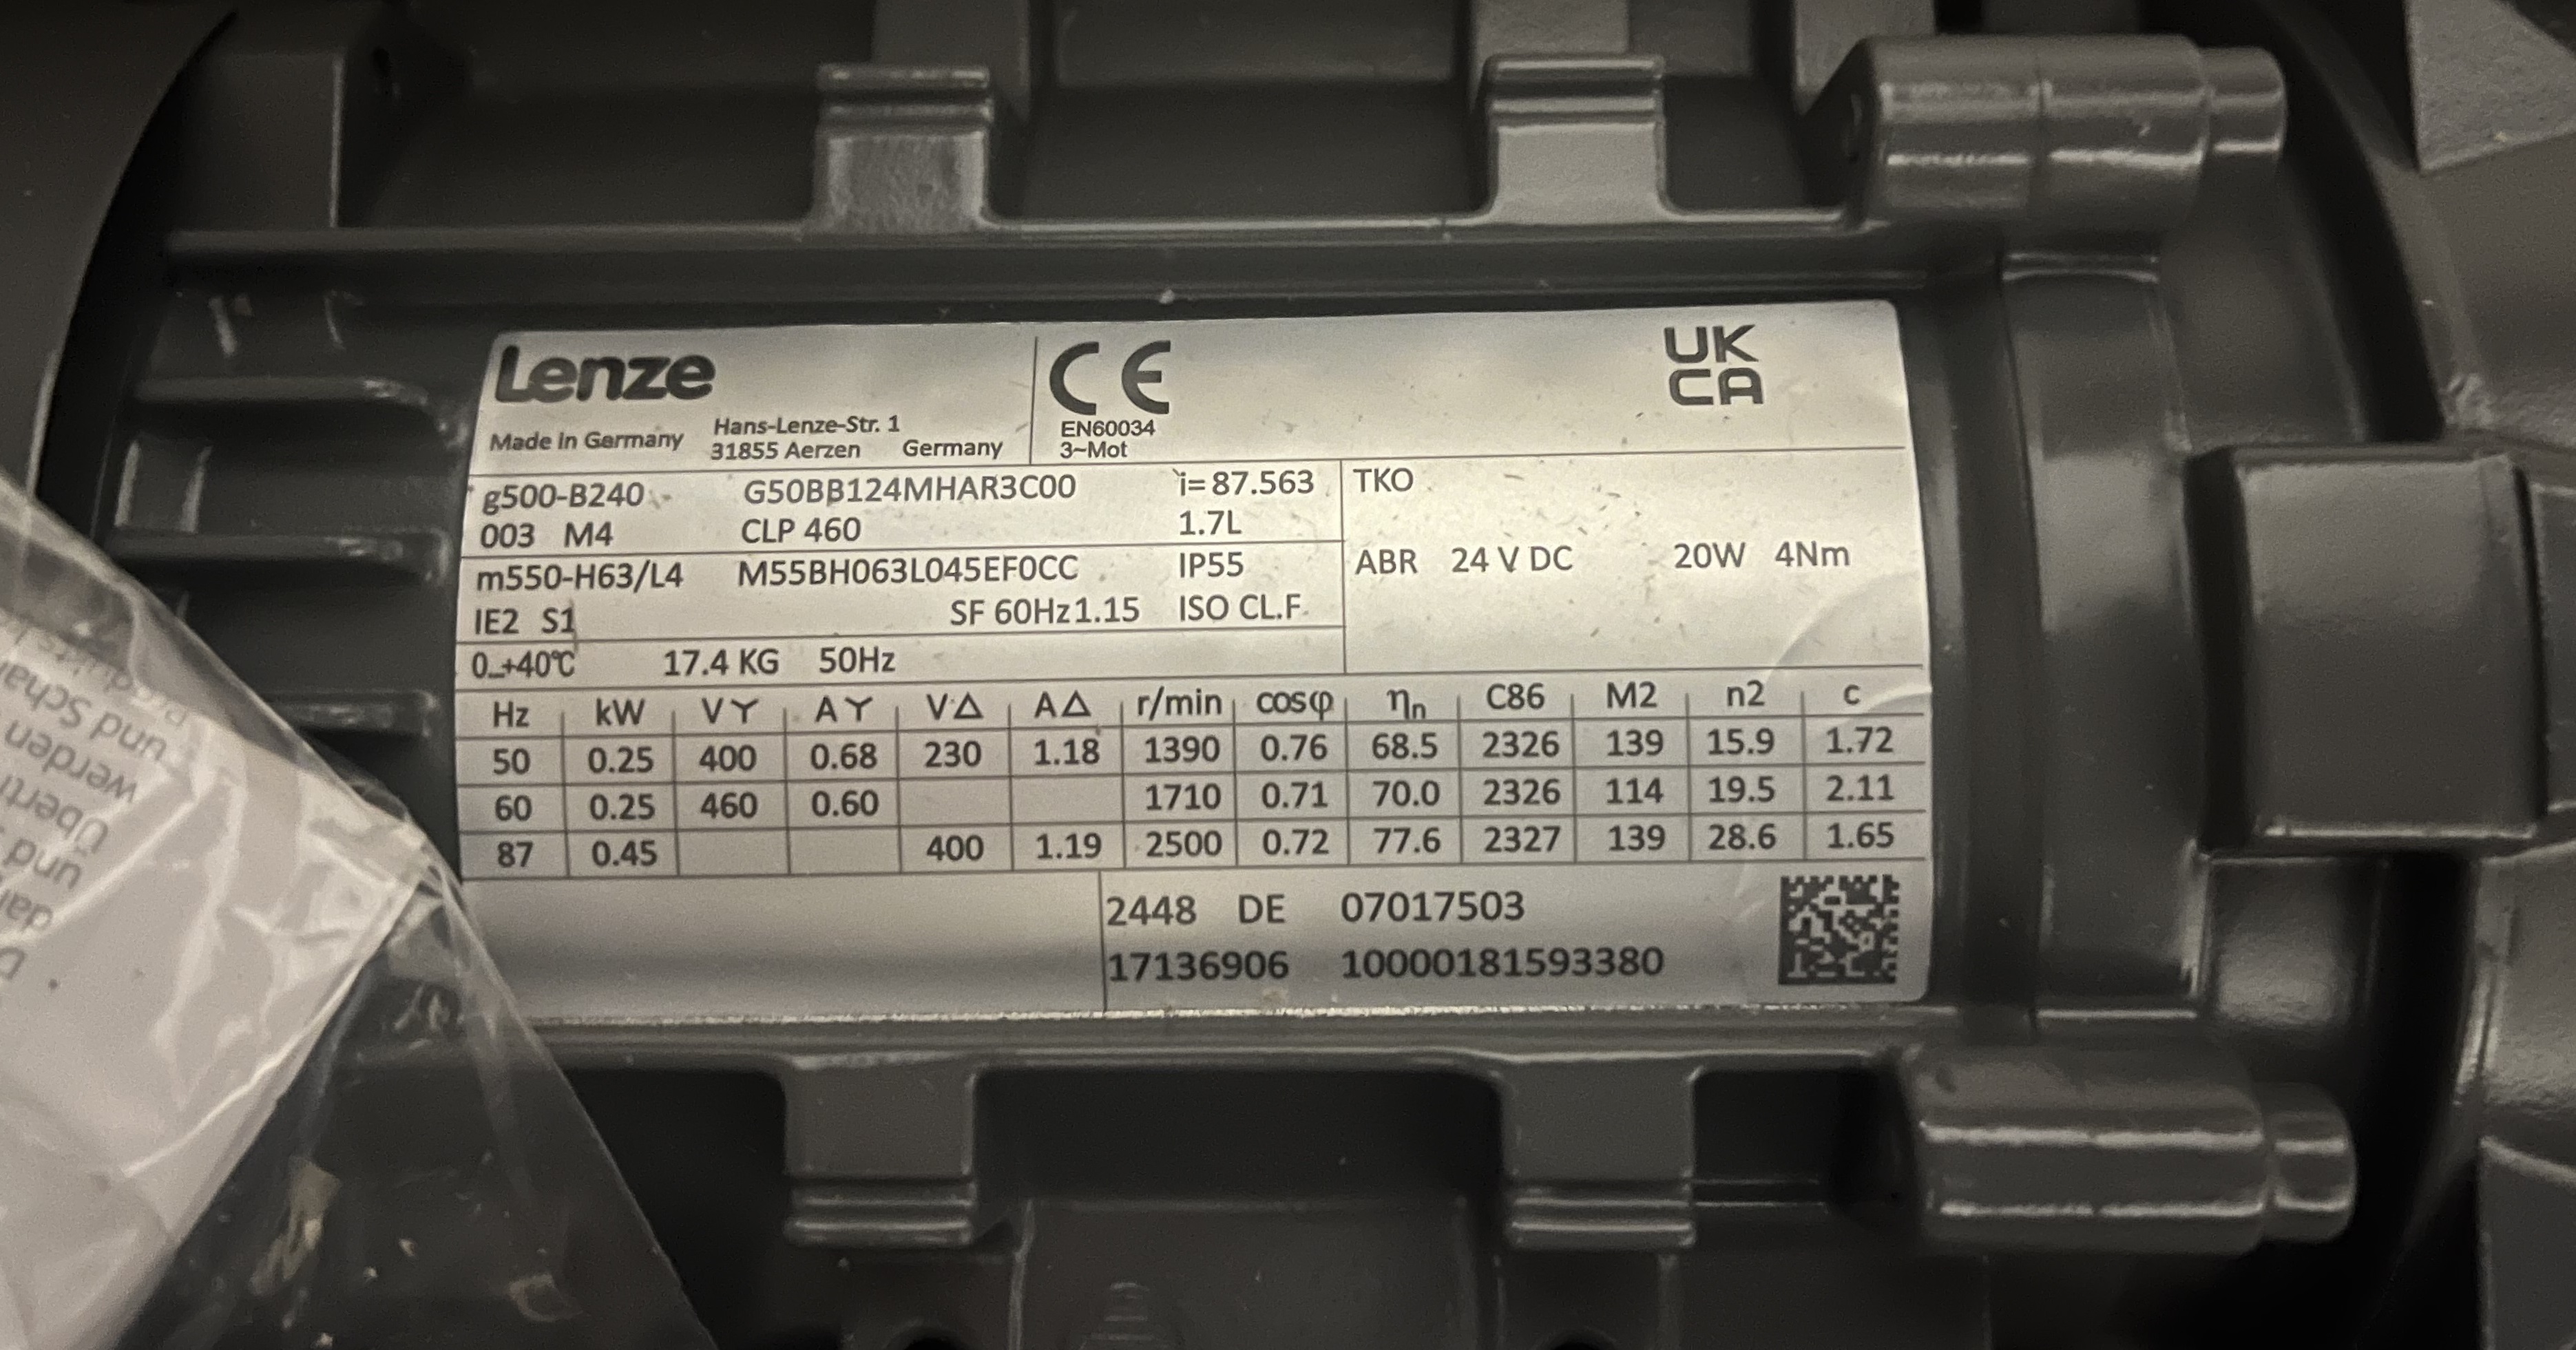 Lenze
Made in Germany Hans-Lenze-Str. 1
31855 Aerzen Germany
CE
EN60034
3~Mot
UK
CA
g500-B240 G50BB124MHAR3C00 i=87.563
003 M4 CLP 460 1.7L
m550-H63/L4 M55BH063L045EF0CC IP55
IE2 S1 SF 60Hz 1.15 ISO CL.F
0...+40℃ 17.4 KG 50Hz
TKO
ABR 24 V DC 20W 4Nm
Hz kW V Y A Y V Δ A Δ r/min cosφ ηn C86 M2 n2 c
50 0.25 400 0.68 230 1.18 1390 0.76 68.5 2326 139 15.9 1.72
60 0.25 460 0.60 1710 0.71 70.0 2326 114 19.5 2.11
87 0.45 400 1.19 2500 0.72 77.6 2327 139 28.6 1.65
2448 DE 07017503
17136906 10000181593380
und
werden
und